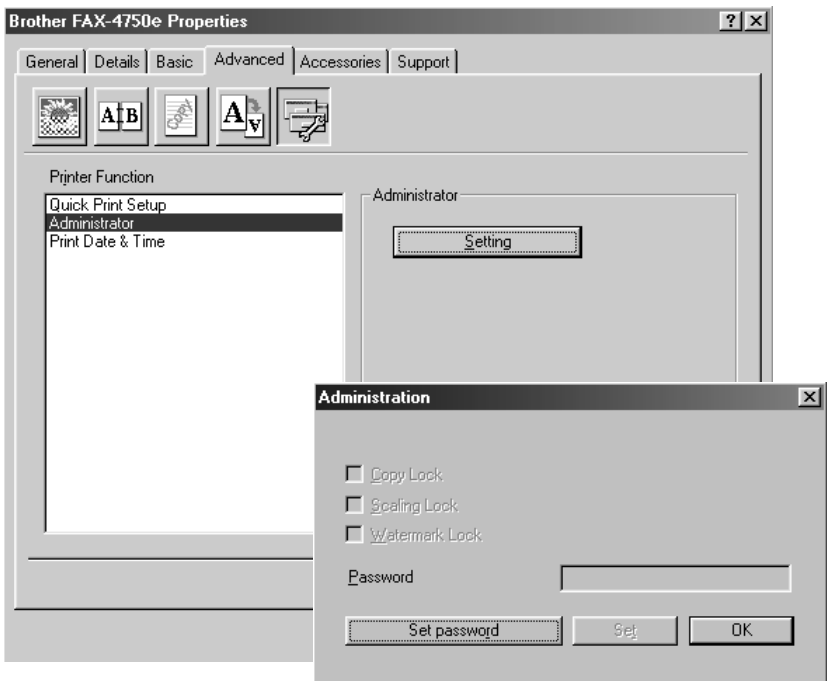 Brother FAX-4750e Properties
General Details Basic Advanced Accessories Support
A B COPY A A
Printer Function
Quick Print Setup
Administrator
Print Date & Time
Administrator
Setting
Administration
Copy Lock
Scaling Lock
Watermark Lock
Password
Set password Set OK